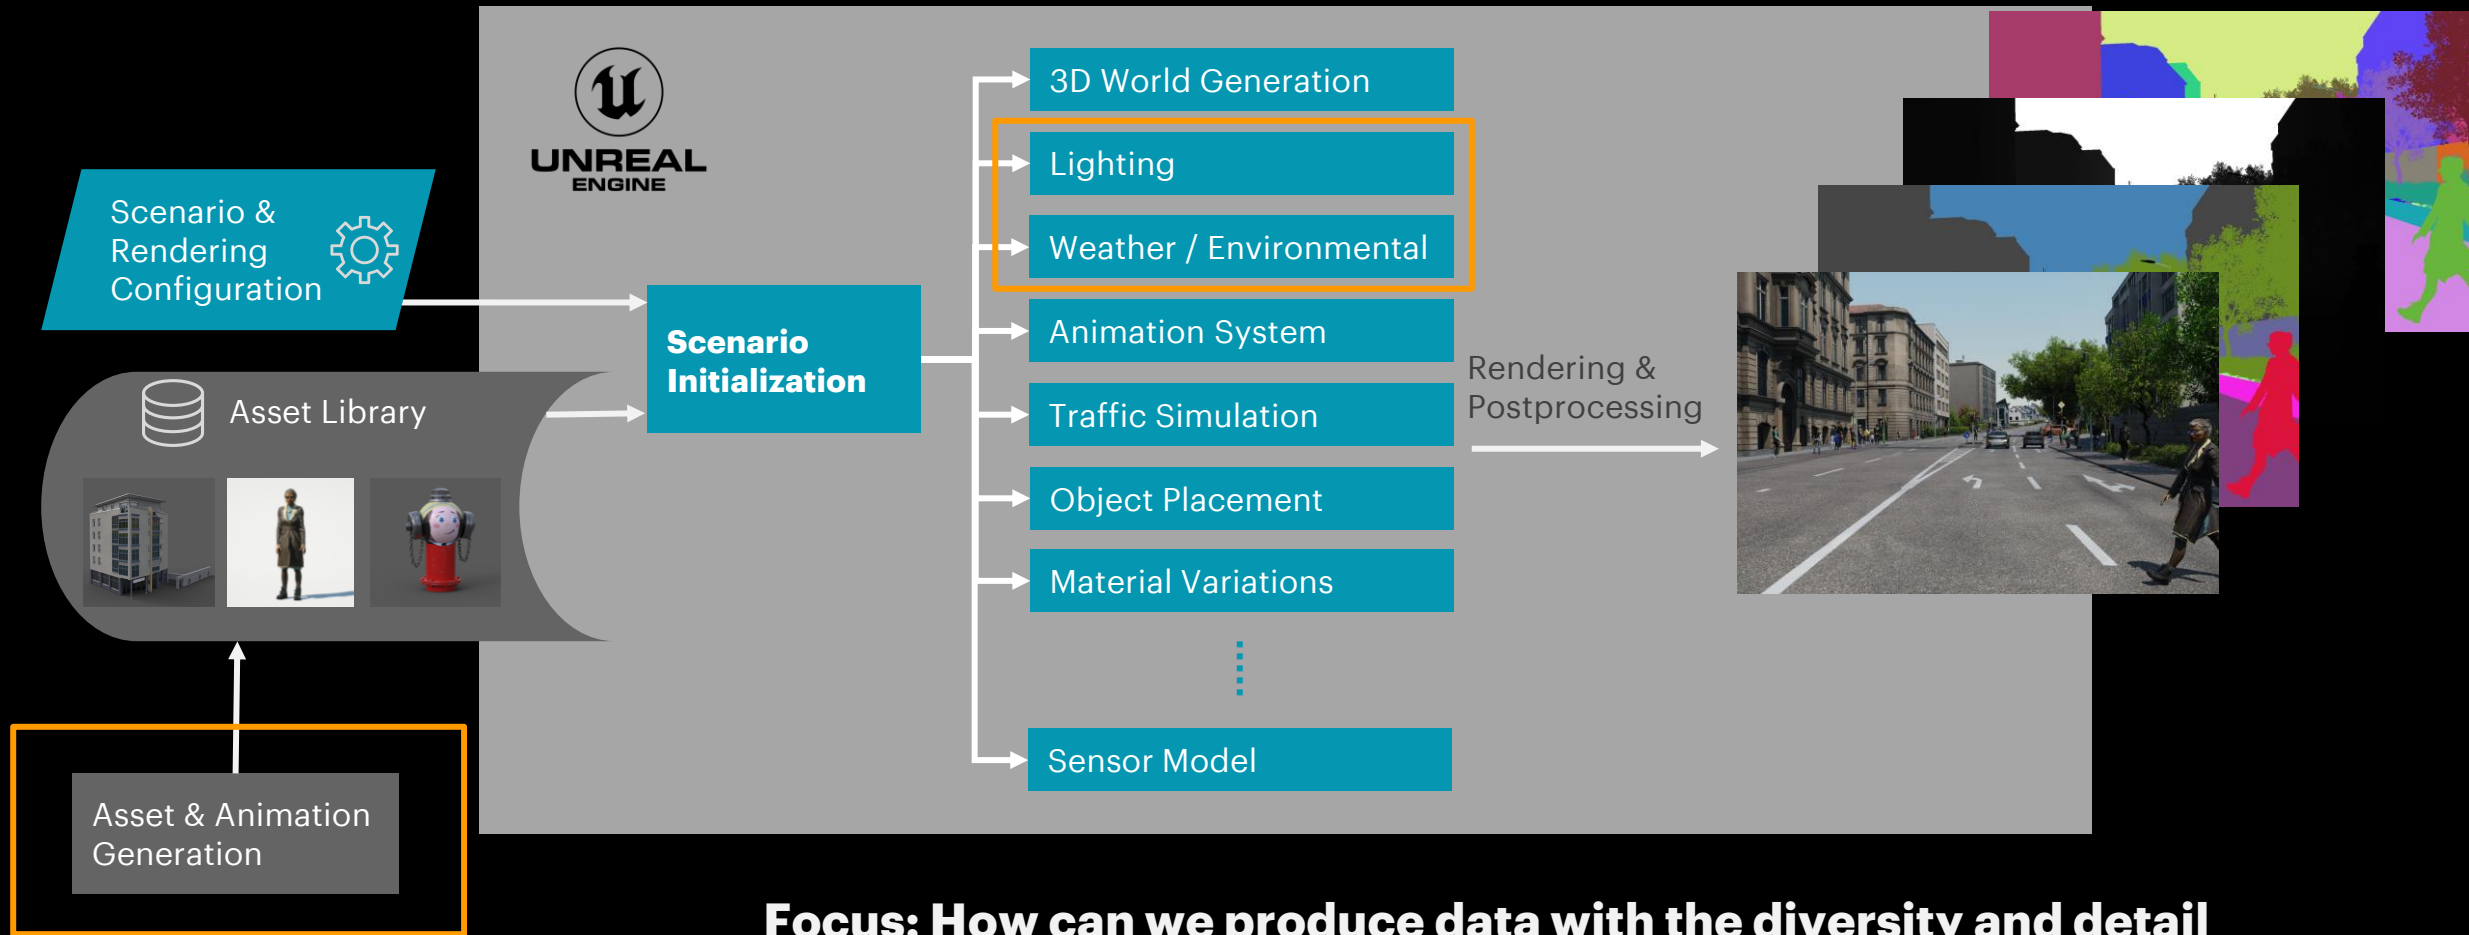 UNREAL
ENGINE
Scenario &
Rendering
Configuration
Asset Library
Asset & Animation
Generation
Scenario
Initialization
3D World Generation
Lighting
Weather / Environmental
Animation System
Traffic Simulation
Object Placement
Material Variations
Sensor Model
Rendering &
Postprocessing
Focus: How can we produce data with the diversity and detail